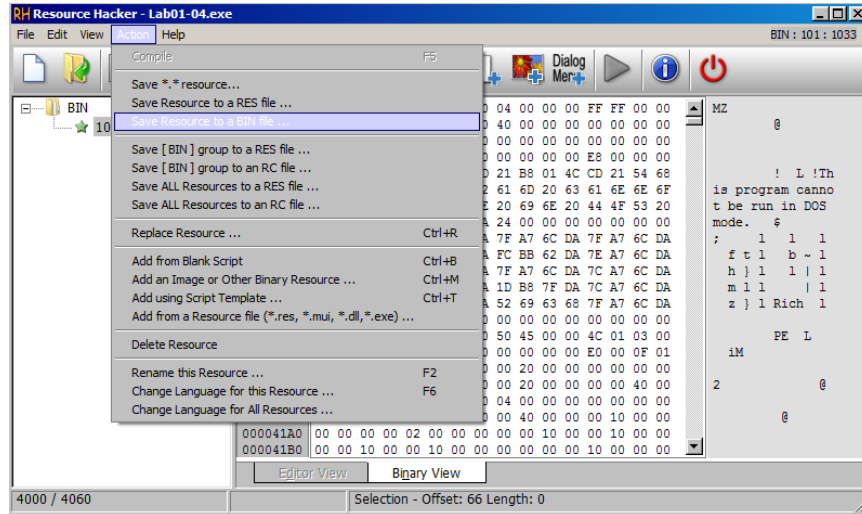 Resource Hacker - Lab01-04.exe
File Edit View Action Help BIN : 101 : 1033
Dialog
Menu
BIN
10
Compile F5
Save *.* resource...
Save Resource to a RES file ...
Save Resource to a BIN file ...
Save [ BIN ] group to a RES file ...
Save [ BIN ] group to an RC file ...
Save ALL Resources to a RES file ...
Save ALL Resources to an RC file ...
Replace Resource ... Ctrl+R
Add from Blank Script Ctrl+B
Add an Image or Other Binary Resource ... Ctrl+M
Add using Script Template ... Ctrl+T
Add from a Resource file (*.res, *.mui, *.dll,*.exe) ...
Delete Resource
Rename this Resource ... F2
Change Language for this Resource ... F6
Change Language for All Resources ...
04 00 00 00 FF FF 00 00 MZ
40 00 00 00 00 00 00 00 @
00 00 00 00 00 00 00 00
00 00 00 00 E8 00 00 00
21 B8 01 4C CD 21 54 68 ! L !Th
61 6D 20 63 61 6E 6E 6F is program canno
20 69 6E 20 44 4F 53 20 t be run in DOS
24 00 00 00 00 00 00 00 mode. $
7F A7 6C DA 7F A7 6C DA ; l l l
FC BB 62 DA 7E A7 6C DA f t l b ~ l
7F A7 6C DA 7C A7 6C DA h } l l | l
1D B8 7F DA 7C A7 6C DA m l l | l
52 69 63 68 7F A7 6C DA z } l Rich l
00 00 00 00 00 00 00 00
50 45 00 00 4C 01 03 00 PE L
00 00 00 00 E0 00 0F 01 iM
00 20 00 00 00 00 00 00
00 20 00 00 00 00 40 00 2 @
04 00 00 00 00 00 00 00
00 40 00 00 00 10 00 00 @
000041A0 00 00 00 00 02 00 00 00 00 00 10 00 00 10 00 00
000041B0 00 00 10 00 00 10 00 00 00 00 00 00 10 00 00 00
Editor View Binary View
4000 / 4060 Selection - Offset: 66 Length: 0